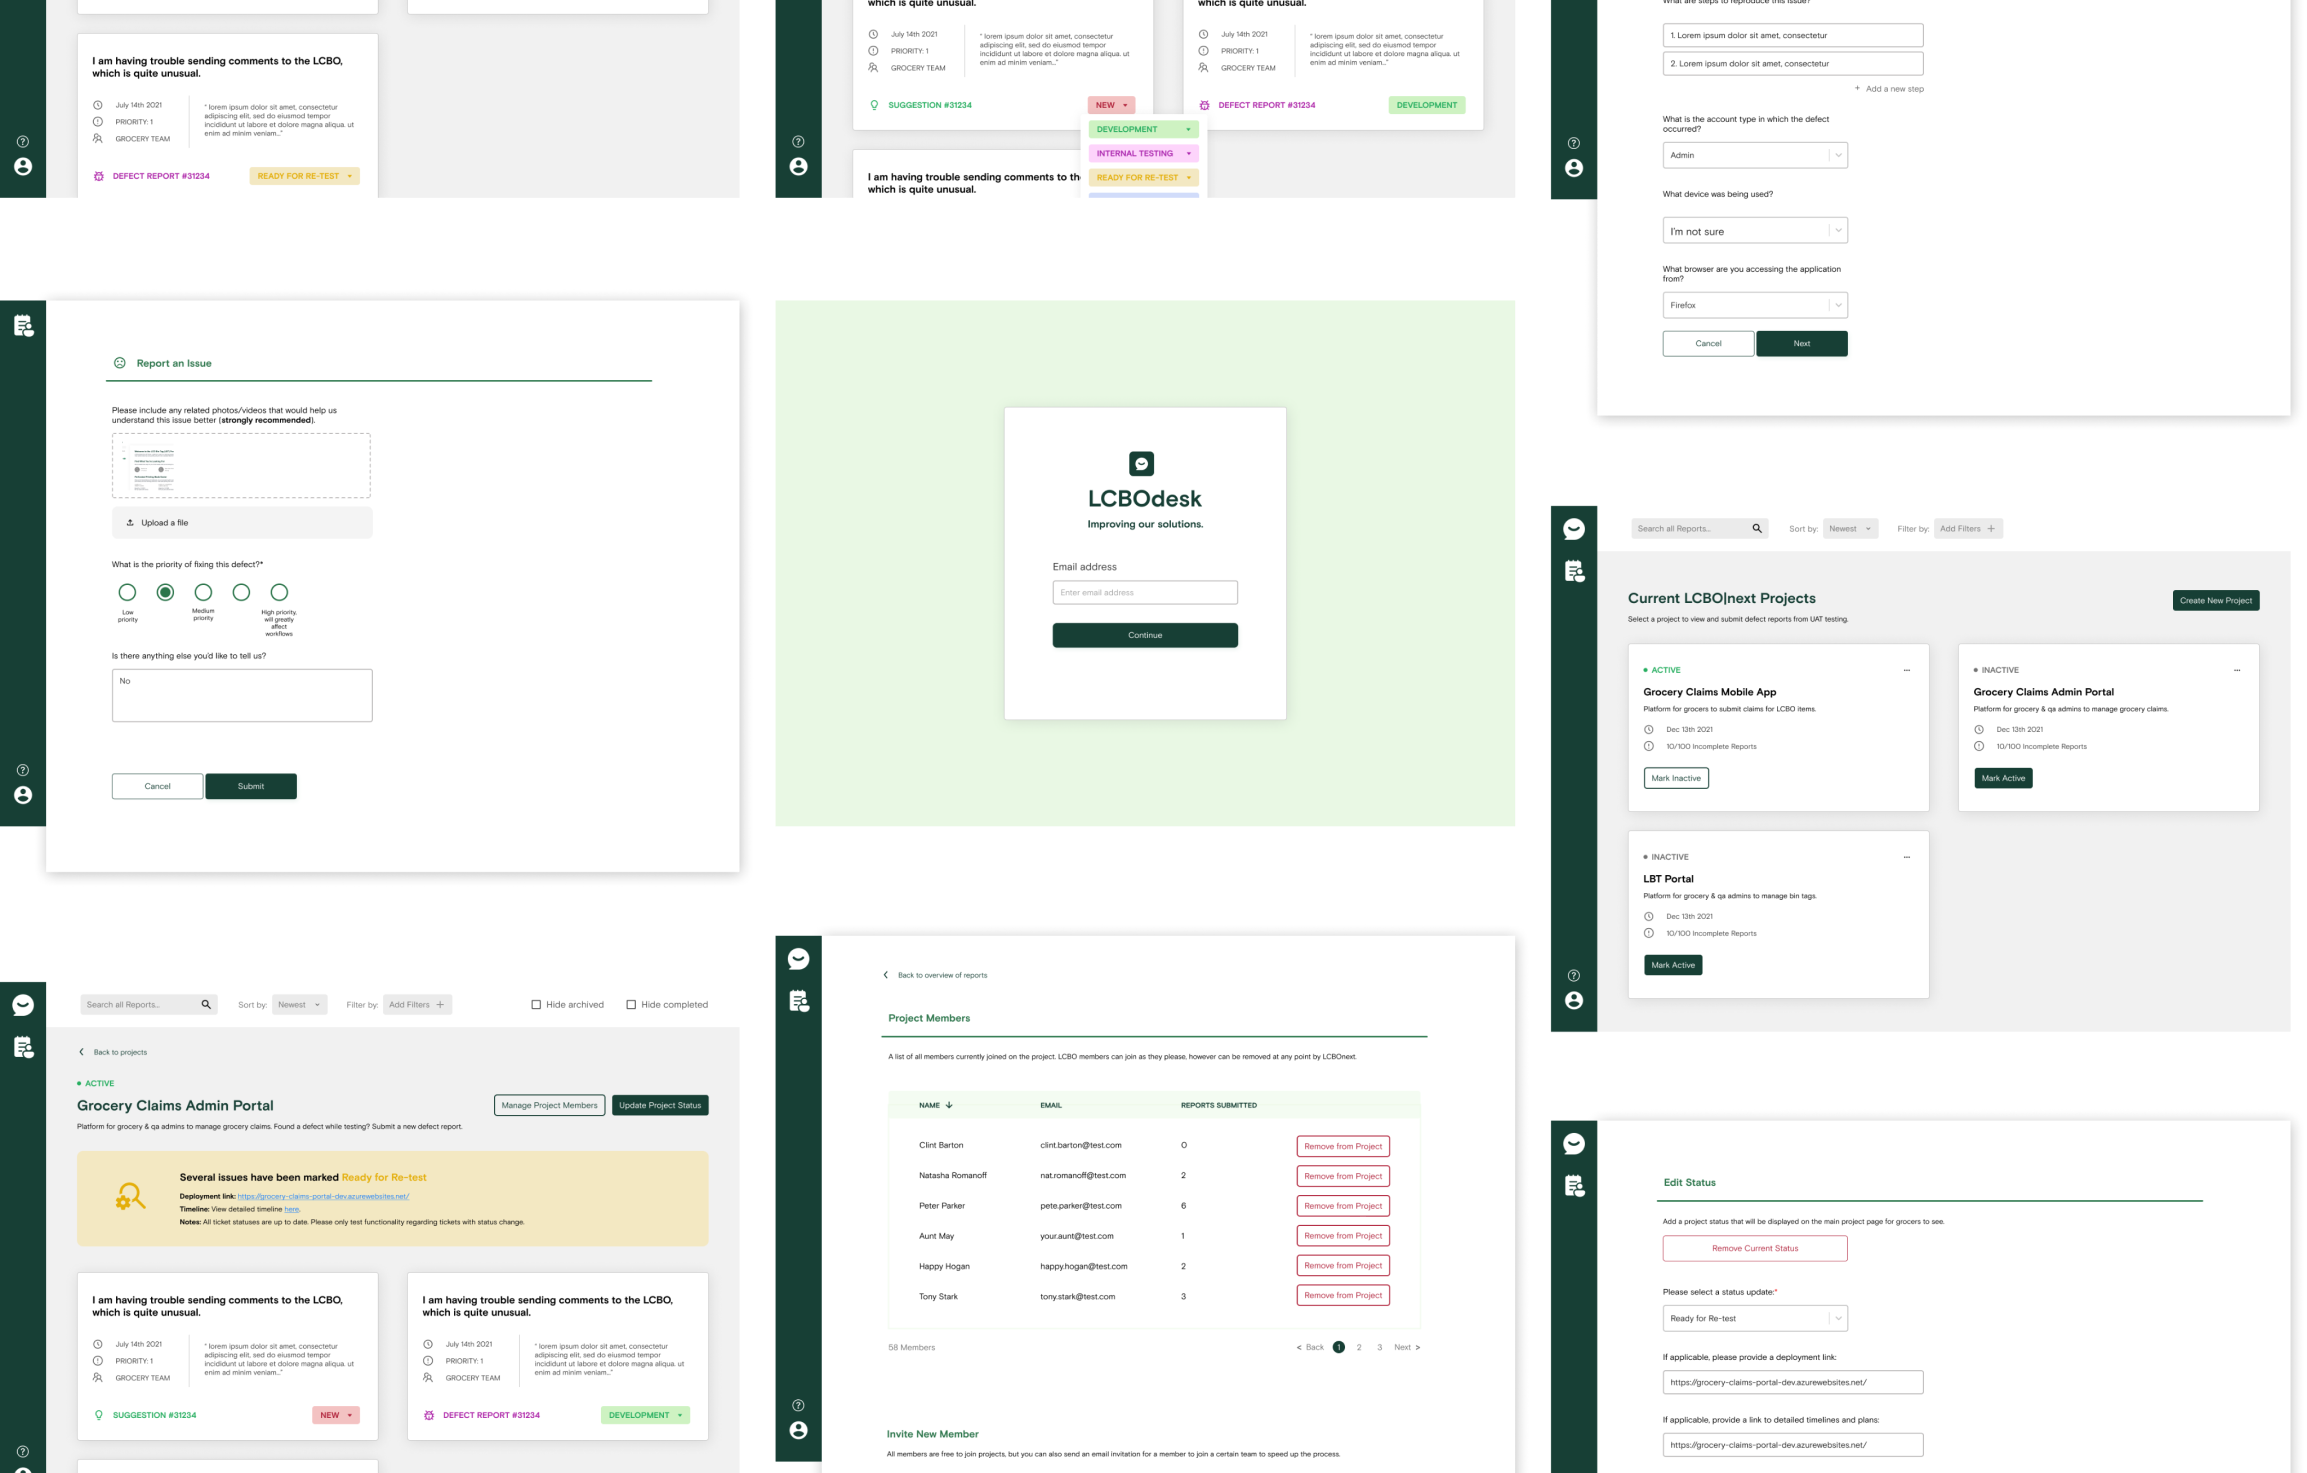 I am having trouble sending comments to the LCBO,
which is quite unusual.
July 14th 2021
PRIORITY: 1
GROCERY TEAM
" lorem ipsum dolor sit amet, consectetur
adipiscing elit, sed do eiusmod tempor
incididunt ut labore et dolore magna aliqua. ut
enim ad minim veniam..."
DEFECT REPORT #31234
READY FOR RE-TEST
which is quite unusual.
July 14th 2021
PRIORITY: 1
GROCERY TEAM
" lorem ipsum dolor sit amet, consectetur
adipiscing elit, sed do eiusmod tempor
incididunt ut labore et dolore magna aliqua. ut
enim ad minim veniam..."
SUGGESTION #31234
NEW
DEVELOPMENT
INTERNAL TESTING
READY FOR RE-TEST
I am having trouble sending comments to th
which is quite unusual.
which is quite unusual.
July 14th 2021
PRIORITY: 1
GROCERY TEAM
" lorem ipsum dolor sit amet, consectetur
adipiscing elit, sed do eiusmod tempor
incididunt ut labore et dolore magna aliqua. ut
enim ad minim veniam..."
DEFECT REPORT #31234
DEVELOPMENT
What are steps to reproduce this issue?
1. Lorem ipsum dolor sit amet, consectetur
2. Lorem ipsum dolor sit amet, consectetur
+ Add a new step
What is the account type in which the defect
occurred?
Admin
What device was being used?
I'm not sure
What browser are you accessing the application
from?
Firefox
Cancel
Next
Report an Issue
Please include any related photos/videos that would help us
understand this issue better (strongly recommended).
Upload a file
What is the priority of fixing this defect?*
Low
priority
Medium
priority
High priority,
will greatly
affect
workflows
Is there anything else you'd like to tell us?
No
Cancel
Submit
LCBOdesk
Improving our solutions.
Email address
Enter email address
Continue
Search all Reports...
Sort by:
Newest
Filter by:
Add Filters +
Current LCBO|next Projects
Create New Project
Select a project to view and submit defect reports from UAT testing.
ACTIVE
...
Grocery Claims Mobile App
Platform for grocers to submit claims for LCBO items.
Dec 13th 2021
10/100 Incomplete Reports
Mark Inactive
INACTIVE
...
Grocery Claims Admin Portal
Platform for grocery & qa admins to manage grocery claims.
Dec 13th 2021
10/100 Incomplete Reports
Mark Active
INACTIVE
...
LBT Portal
Platform for grocery & qa admins to manage bin tags.
Dec 13th 2021
10/100 Incomplete Reports
Mark Active
Search all Reports...
Sort by:
Newest
Filter by:
Add Filters +
Hide archived
Hide completed
Back to projects
ACTIVE
Grocery Claims Admin Portal
Manage Project Members
Update Project Status
Platform for grocery & qa admins to manage grocery claims. Found a defect while testing? Submit a new defect report.
Several issues have been marked Ready for Re-test
Deployment link: https://grocery-claims-portal-dev.azurewebsites.net/
Timeline: View detailed timeline here.
Notes: All ticket statuses are up to date. Please only test functionality regarding tickets with status change.
I am having trouble sending comments to the LCBO,
which is quite unusual.
July 14th 2021
PRIORITY: 1
GROCERY TEAM
" lorem ipsum dolor sit amet, consectetur
adipiscing elit, sed do eiusmod tempor
incididunt ut labore et dolore magna aliqua. ut
enim ad minim veniam..."
SUGGESTION #31234
NEW
I am having trouble sending comments to the LCBO,
which is quite unusual.
July 14th 2021
PRIORITY: 1
GROCERY TEAM
" lorem ipsum dolor sit amet, consectetur
adipiscing elit, sed do eiusmod tempor
incididunt ut labore et dolore magna aliqua. ut
enim ad minim veniam..."
DEFECT REPORT #31234
DEVELOPMENT
Back to overview of reports
Project Members
A list of all members currently joined on the project. LCBO members can join as they please, however can be removed at any point by LCBOnext.
NAME EMAIL REPORTS SUBMITTED
Clint Barton clint.barton@test.com 0 Remove from Project
Natasha Romanoff nat.romanoff@test.com 2 Remove from Project
Peter Parker pete.parker@test.com 6 Remove from Project
Aunt May your.aunt@test.com 1 Remove from Project
Happy Hogan happy.hogan@test.com 2 Remove from Project
Tony Stark tony.stark@test.com 3 Remove from Project
58 Members
< Back 1 2 3 Next >
Invite New Member
All members are free to join projects, but you can also send an email invitation for a member to join a certain team to speed up the process.
Edit Status
Add a project status that will be displayed on the main project page for grocers to see.
Remove Current Status
Please select a status update:*
Ready for Re-test
If applicable, please provide a deployment link:
https://grocery-claims-portal-dev.azurewebsites.net/
If applicable, provide a link to detailed timelines and plans:
https://grocery-claims-portal-dev.azurewebsites.net/